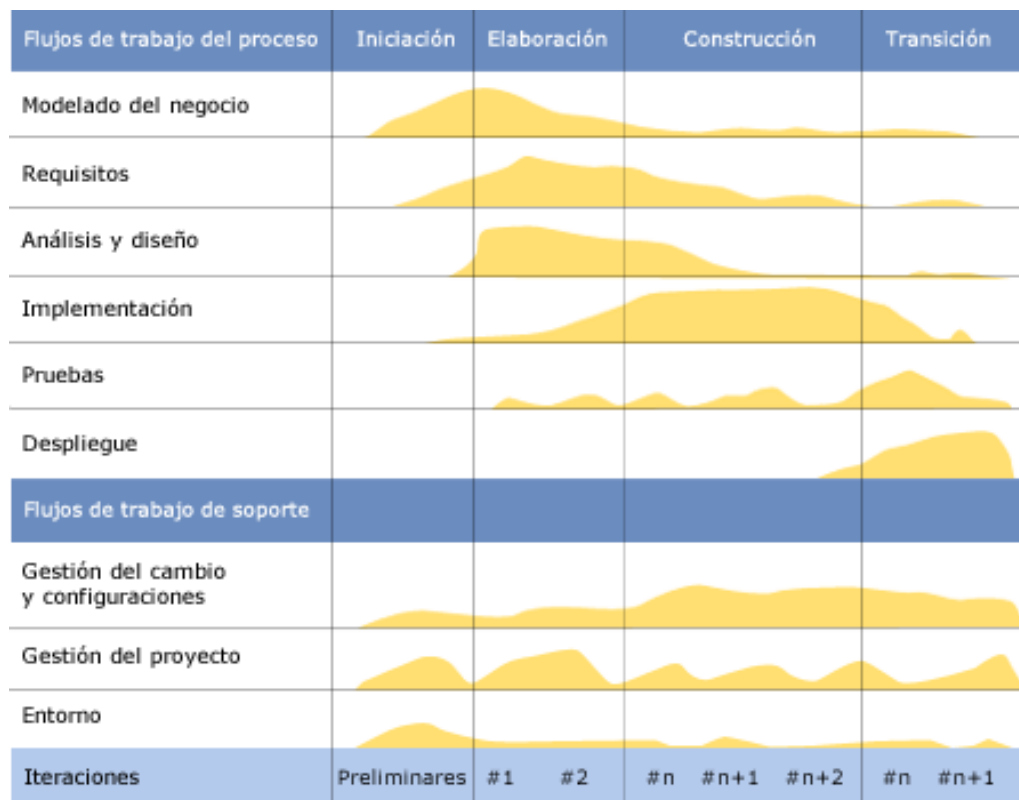 Flujos de trabajo del proceso Iniciación Elaboración Construcción Transición
Modelado del negocio
Requisitos
Análisis y diseño
Implementación
Pruebas
Despliegue
Flujos de trabajo de soporte
Gestión del cambio
y configuraciones
Gestión del proyecto
Entorno
Iteraciones Preliminares #1 #2 #n #n+1 #n+2 #n #n+1